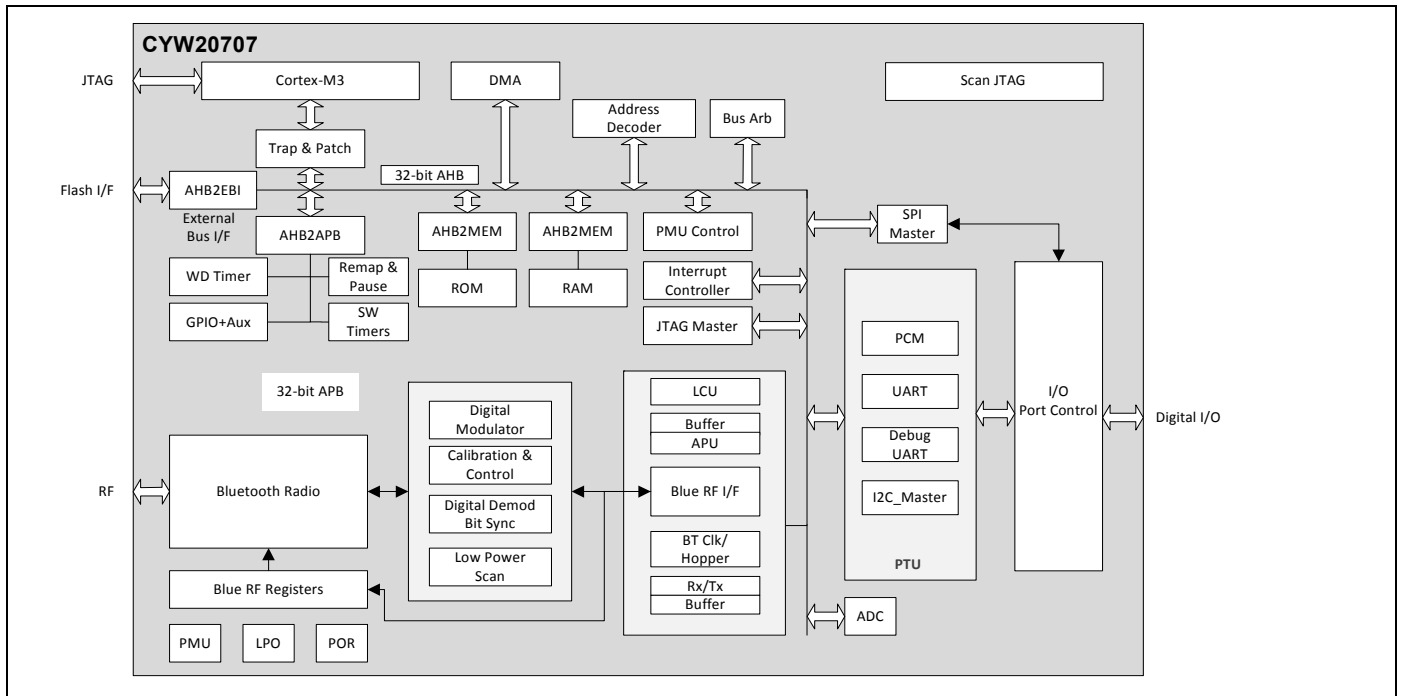 CYW20707
JTAG
Cortex-M3
DMA
Scan JTAG
Address
Decoder
Bus Arb
Trap & Patch
32-bit AHB
Flash I/F
AHB2EBI
External
Bus I/F
AHB2APB
AHB2MEM
AHB2MEM
PMU Control
SPI
Master
WD Timer
Remap &
Pause
ROM
RAM
Interrupt
Controller
GPIO+Aux
SW
Timers
JTAG Master
PCM
UART
Debug
UART
I2C_Master
PTU
I/O
Port Control
Digital I/O
32-bit APB
Digital
Modulator
Calibration &
Control
Digital Demod
Bit Sync
Low Power
Scan
LCU
Buffer
APU
Blue RF I/F
BT Clk/
Hopper
Rx/Tx
Buffer
RF
Bluetooth Radio
Blue RF Registers
ADC
PMU
LPO
POR